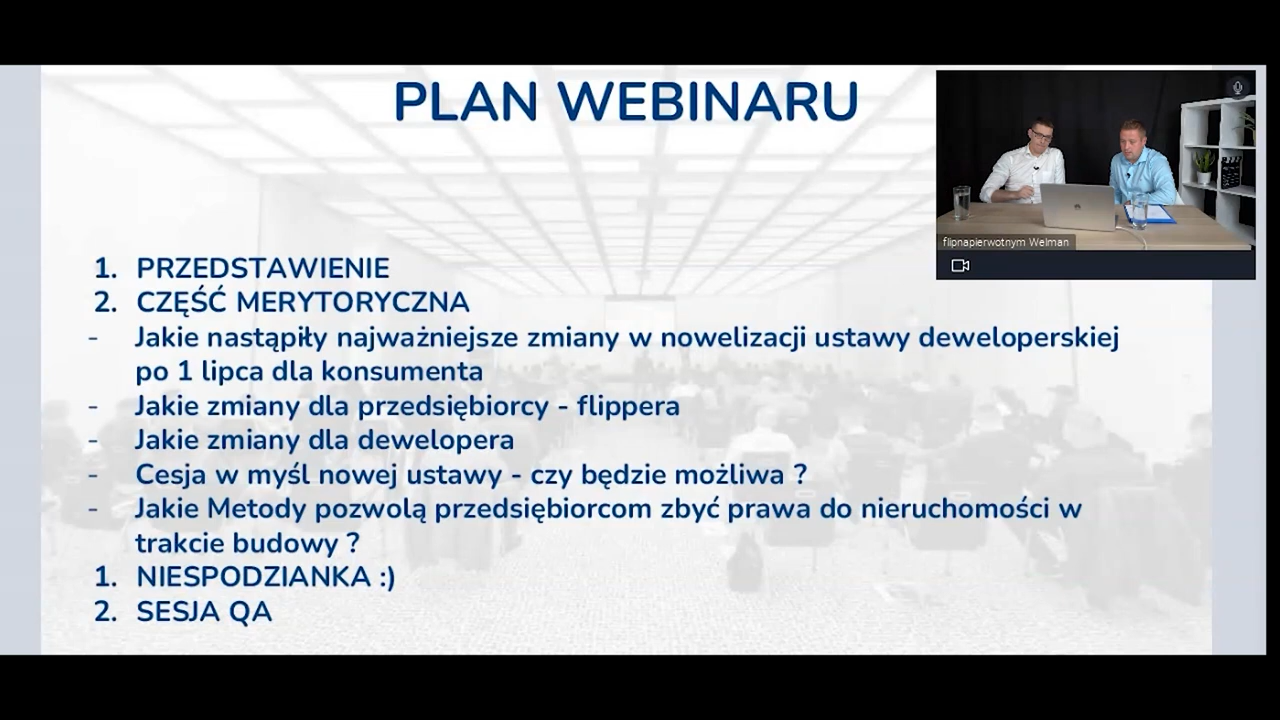 PLAN WEBINARU
flipnapierwotnym Welman
1. PRZEDSTAWIENIE
2. CZĘŚĆ MERYTORYCZNA
- Jakie nastąpiły najważniejsze zmiany w nowelizacji ustawy deweloperskiej
po 1 lipca dla konsumenta
- Jakie zmiany dla przedsiębiorcy - flippera
- Jakie zmiany dla dewelopera
- Cesja w myśl nowej ustawy - czy będzie możliwa ?
- Jakie Metody pozwolą przedsiębiorcom zbyć prawa do nieruchomości w
trakcie budowy ?
1. NIESPODZIANKA :)
2. SESJA QA